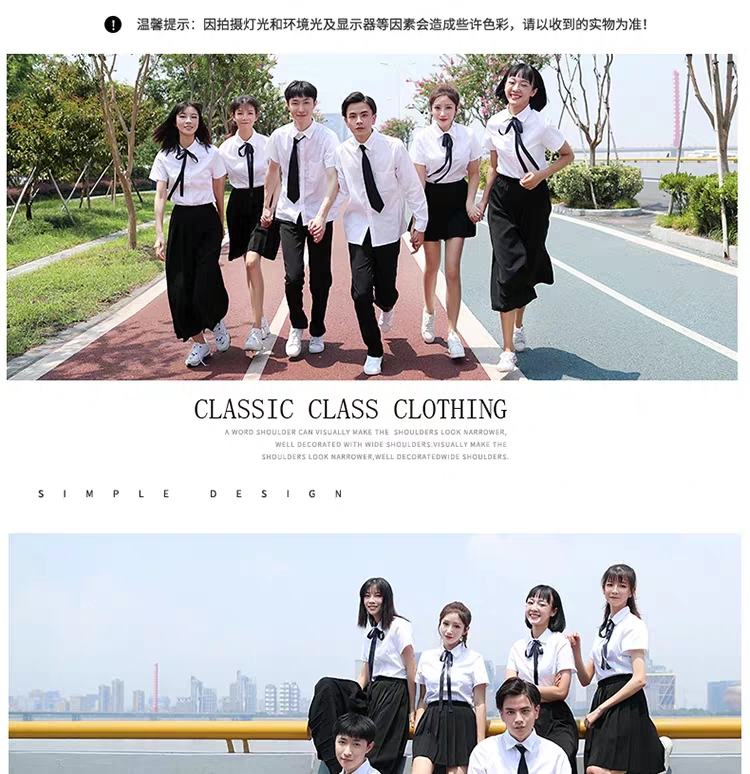 温馨提示：因拍摄灯光和环境光及显示器等因素会造成些许色彩，请以收到的实物为准！
CLASSIC CLASS CLOTHING
A WORD SHOULDER CAN VISUALLY MAKE THE SHOULDERS LOOK NARROWER,
WELL DECORATED WITH WIDE SHOULDERS.VISUALLY MAKE THE
SHOULDERS LOOK NARROWER,WELL DECORATEDWIDE SHOULDERS.
SIMPLE DESIGN